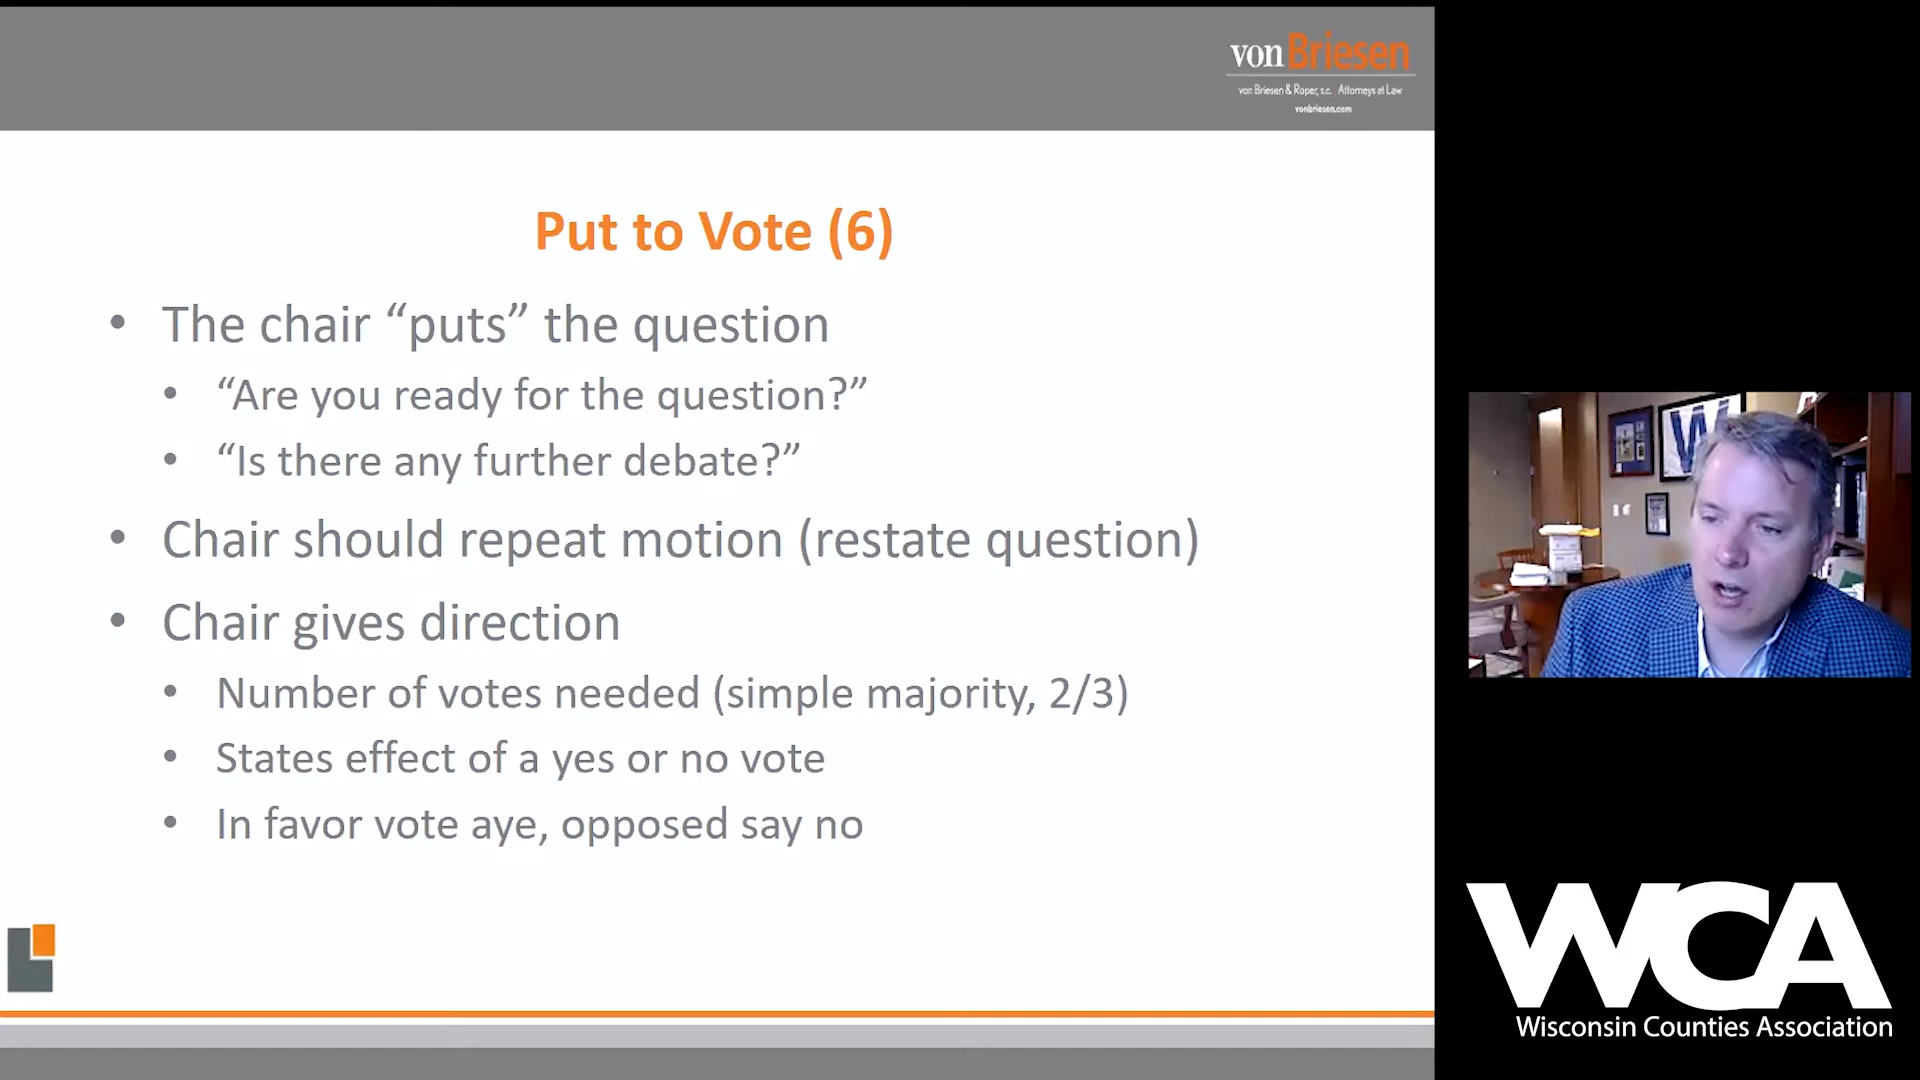 von Briesen
von Briesen & Roper, s.c. Attorneys at Law
vonbriesen.com
Put to Vote (6)
• The chair “puts” the question
• “Are you ready for the question?”
• “Is there any further debate?”
• Chair should repeat motion (restate question)
• Chair gives direction
• Number of votes needed (simple majority, 2/3)
• States effect of a yes or no vote
• In favor vote aye, opposed say no
W
WCA
Wisconsin Counties Association